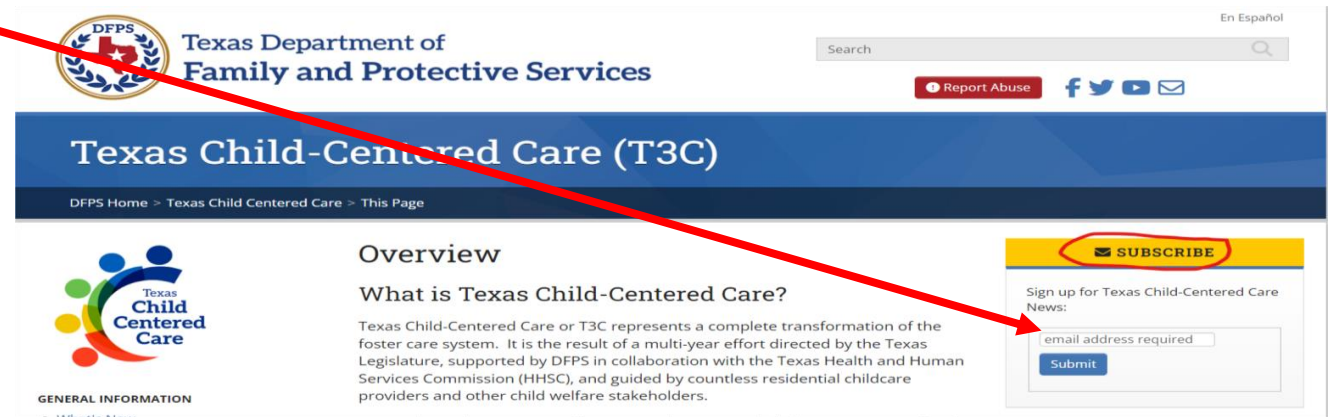 En Español
DFPS
Texas Department of
Family and Protective Services
Search
Report Abuse
Texas Child-Centered Care (T3C)
DFPS Home > Texas Child Centered Care > This Page
Texas
Child
Centered
Care
GENERAL INFORMATION
Overview
What is Texas Child-Centered Care?
Texas Child-Centered Care or T3C represents a complete transformation of the
foster care system. It is the result of a multi-year effort directed by the Texas
Legislature, supported by DFPS in collaboration with the Texas Health and Human
Services Commission (HHSC), and guided by countless residential childcare
providers and other child welfare stakeholders.
SUBSCRIBE
Sign up for Texas Child-Centered Care
News:
email address required
Submit